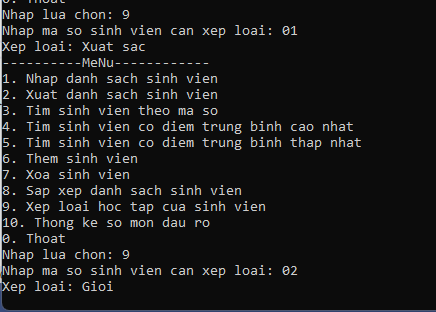 0. Thoat
Nhap lua chon: 9
Nhap ma so sinh vien can xep loai: 01
Xep loai: Xuat sac
----------MeNu------------
1. Nhap danh sach sinh vien
2. Xuat danh sach sinh vien
3. Tim sinh vien theo ma so
4. Tim sinh vien co diem trung binh cao nhat
5. Tim sinh vien co diem trung binh thap nhat
6. Them sinh vien
7. Xoa sinh vien
8. Sap xep danh sach sinh vien
9. Xep loai hoc tap cua sinh vien
10. Thong ke so mon dau ro
0. Thoat
Nhap lua chon: 9
Nhap ma so sinh vien can xep loai: 02
Xep loai: Gioi